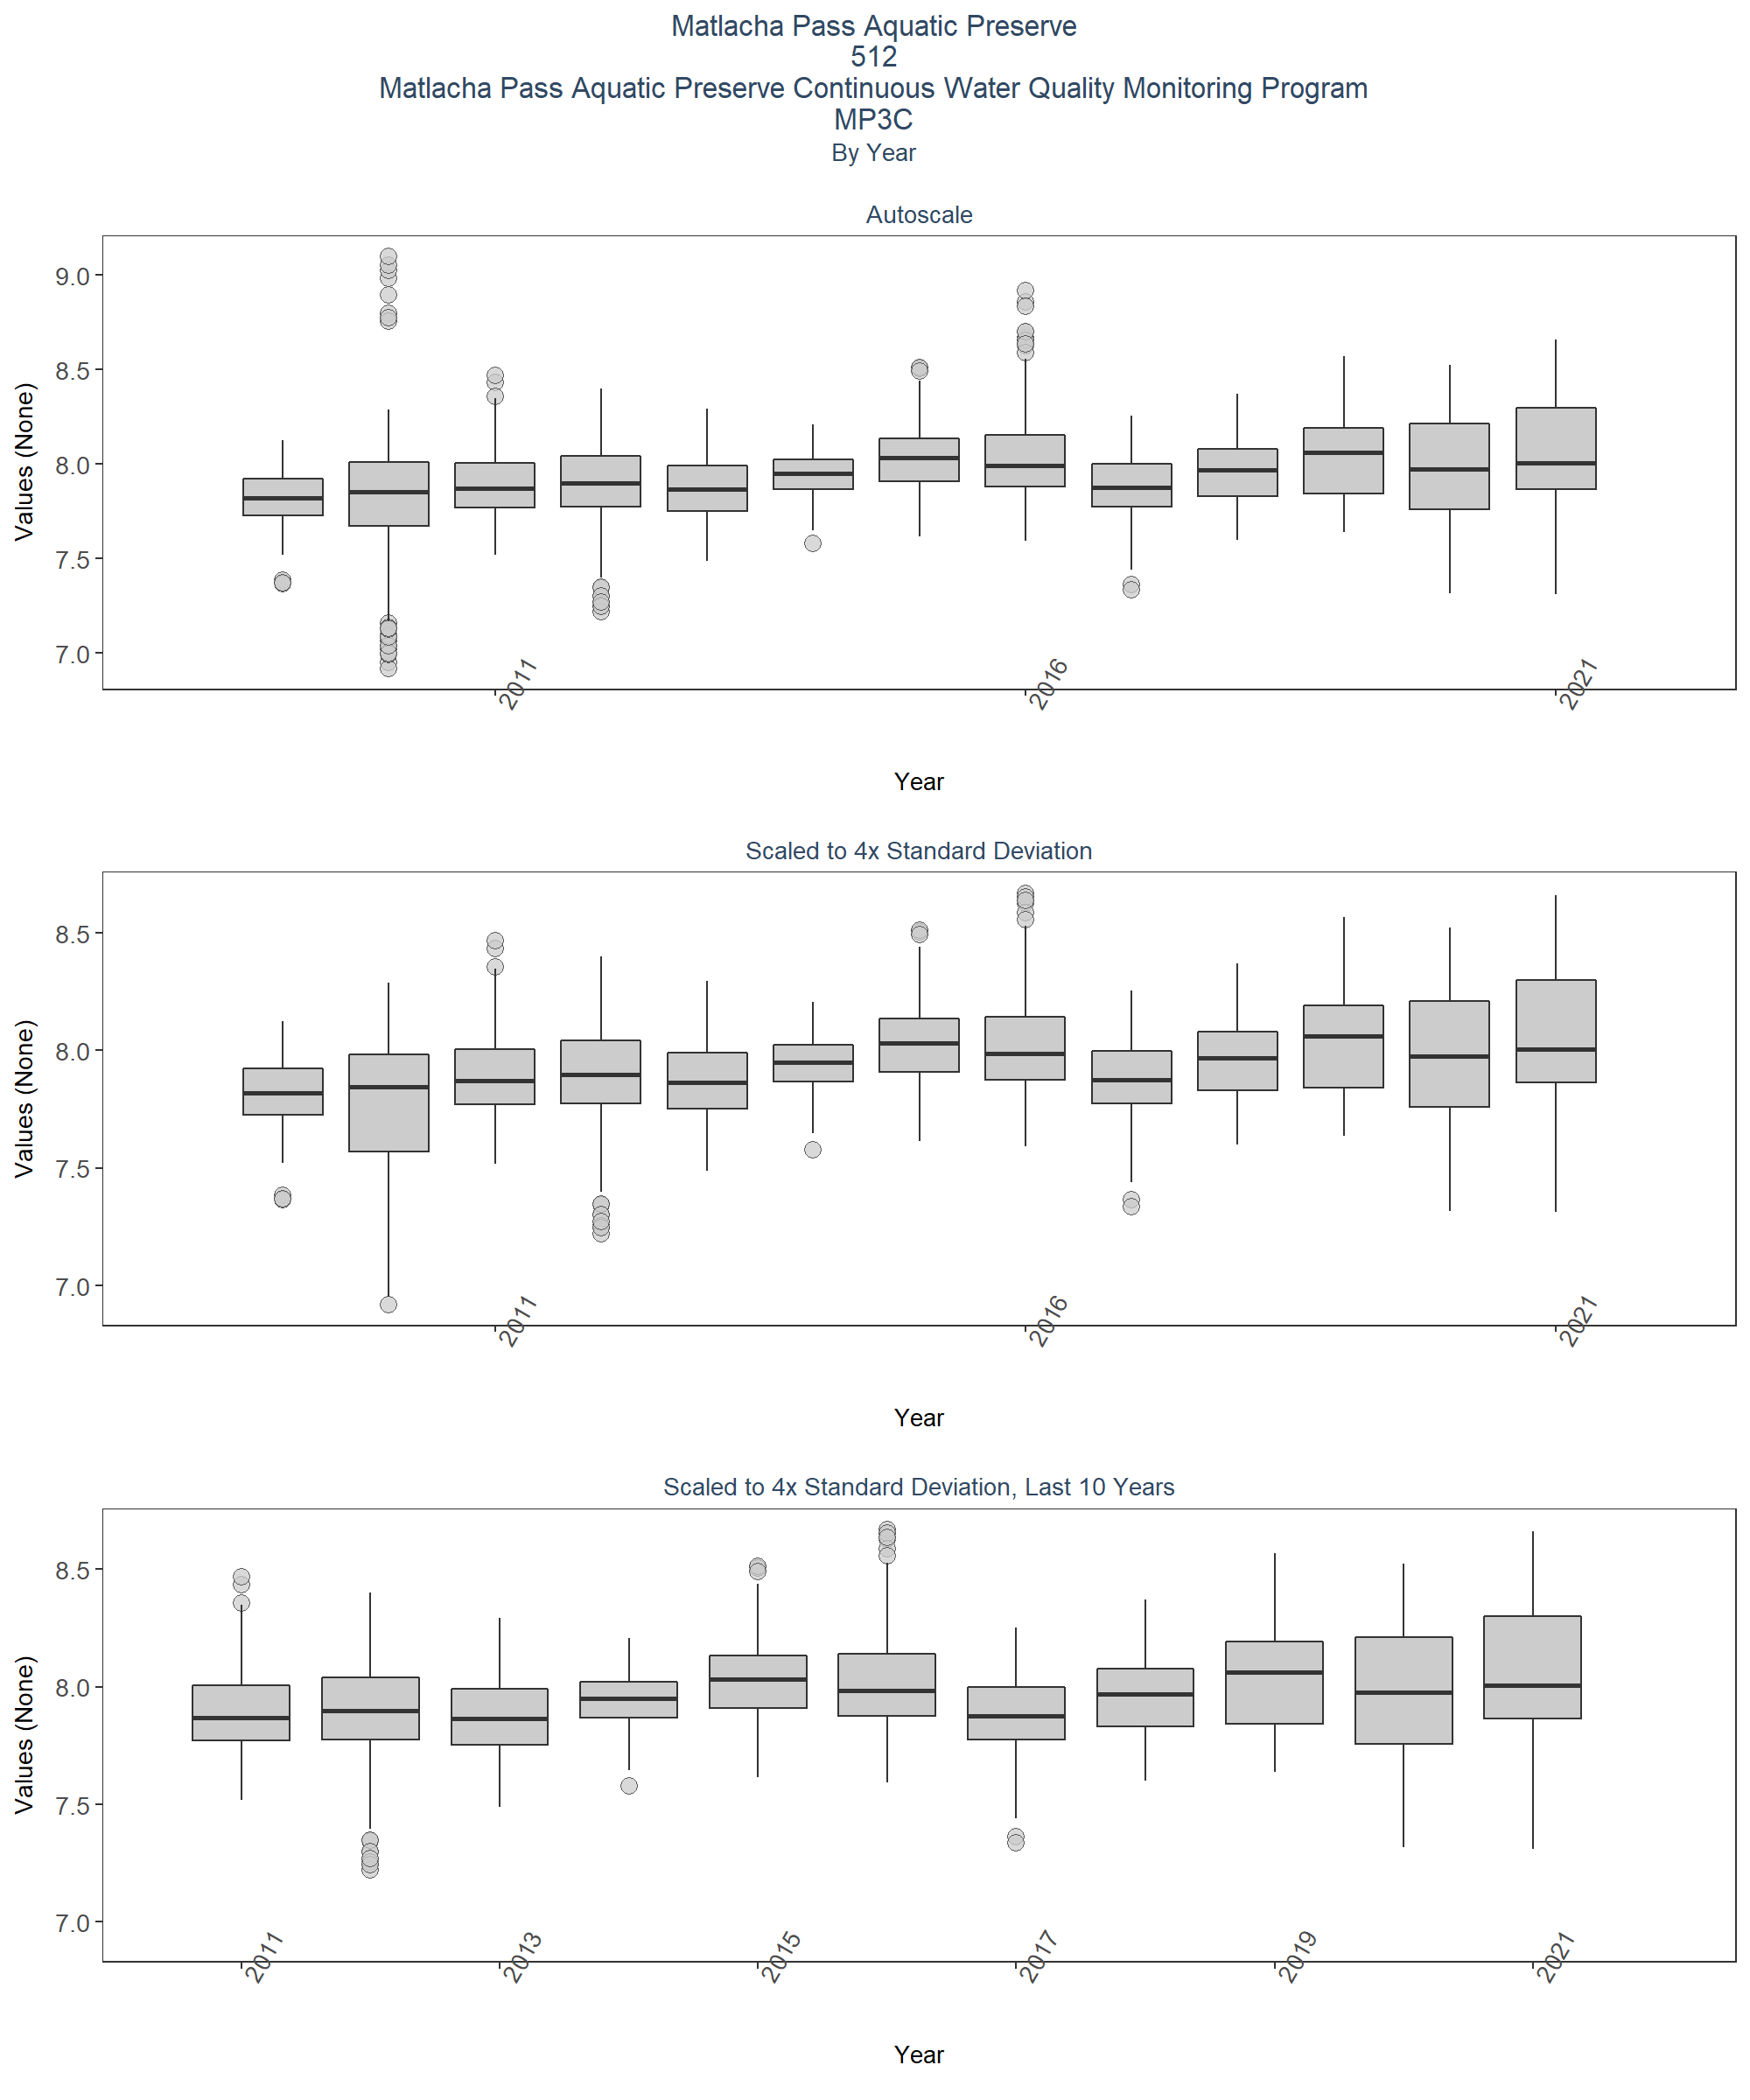 Matlacha Pass Aquatic Preserve
512
Matlacha Pass Aquatic Preserve Continuous Water Quality Monitoring Program
MP3C
By Year
Autoscale
Values (None)
9.0
8.5
8.0
7.5
7.0
2011
2016
2021
Year
Scaled to 4x Standard Deviation
Values (None)
8.5
8.0
7.5
7.0
2011
2016
2021
Year
Scaled to 4x Standard Deviation, Last 10 Years
Values (None)
8.5
8.0
7.5
7.0
2011
2013
2015
2017
2019
2021
Year